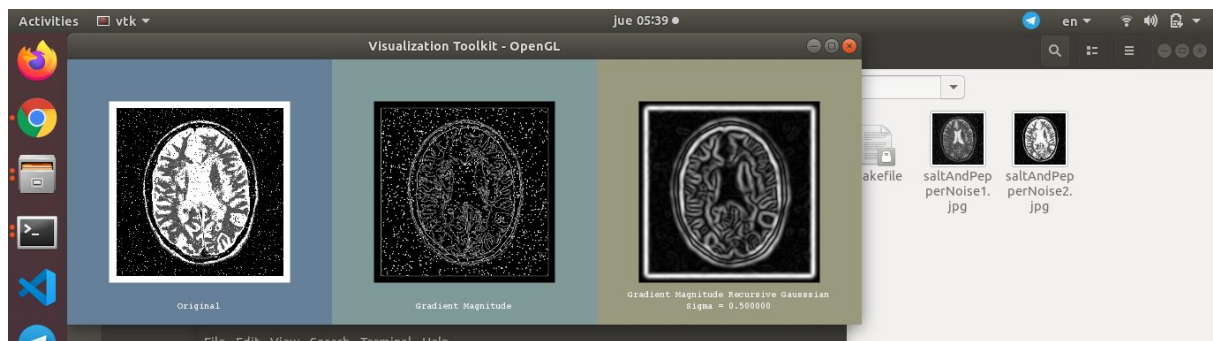 Activities vtk jue 05:39 en
Visualization Toolkit - OpenGL
akefile
saltAndPep
perNoise1.
jpg
saltAndPep
perNoise2.
jpg
Original
Gradient Magnitude
Gradient Magnitude Recursive Gausssian
Sigma = 0.500000
File Edit View Search Terminal Help